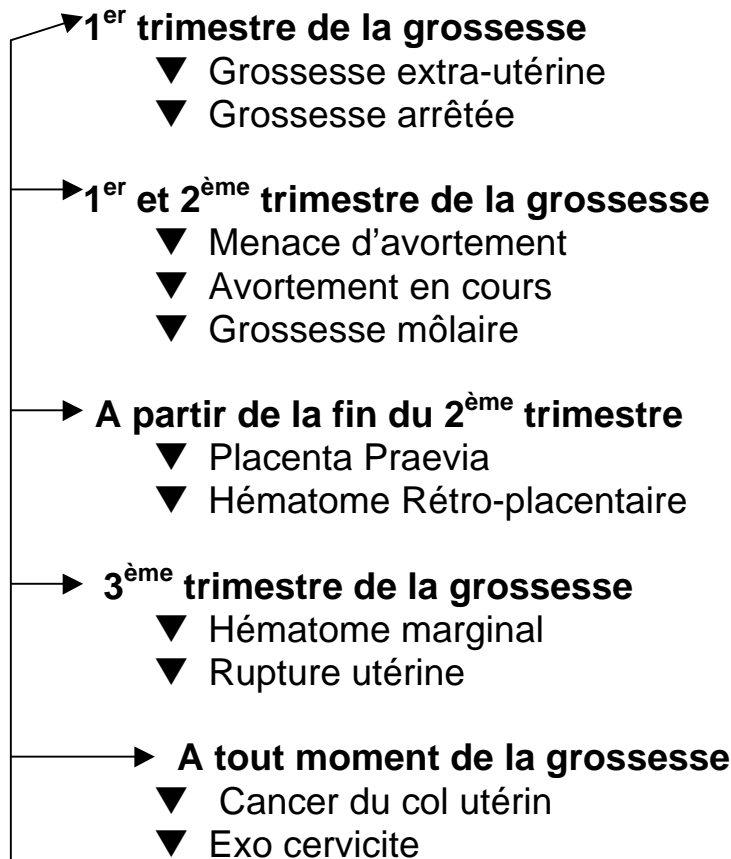 1er trimestre de la grossesse
▼ Grossesse extra-utérine
▼ Grossesse arrêtée
1er et 2ème trimestre de la grossesse
▼ Menace d’avortement
▼ Avortement en cours
▼ Grossesse môlaire
A partir de la fin du 2ème trimestre
▼ Placenta Praevia
▼ Hématome Rétro-placentaire
3ème trimestre de la grossesse
▼ Hématome marginal
▼ Rupture utérine
A tout moment de la grossesse
▼ Cancer du col utérin
▼ Exo cervicite